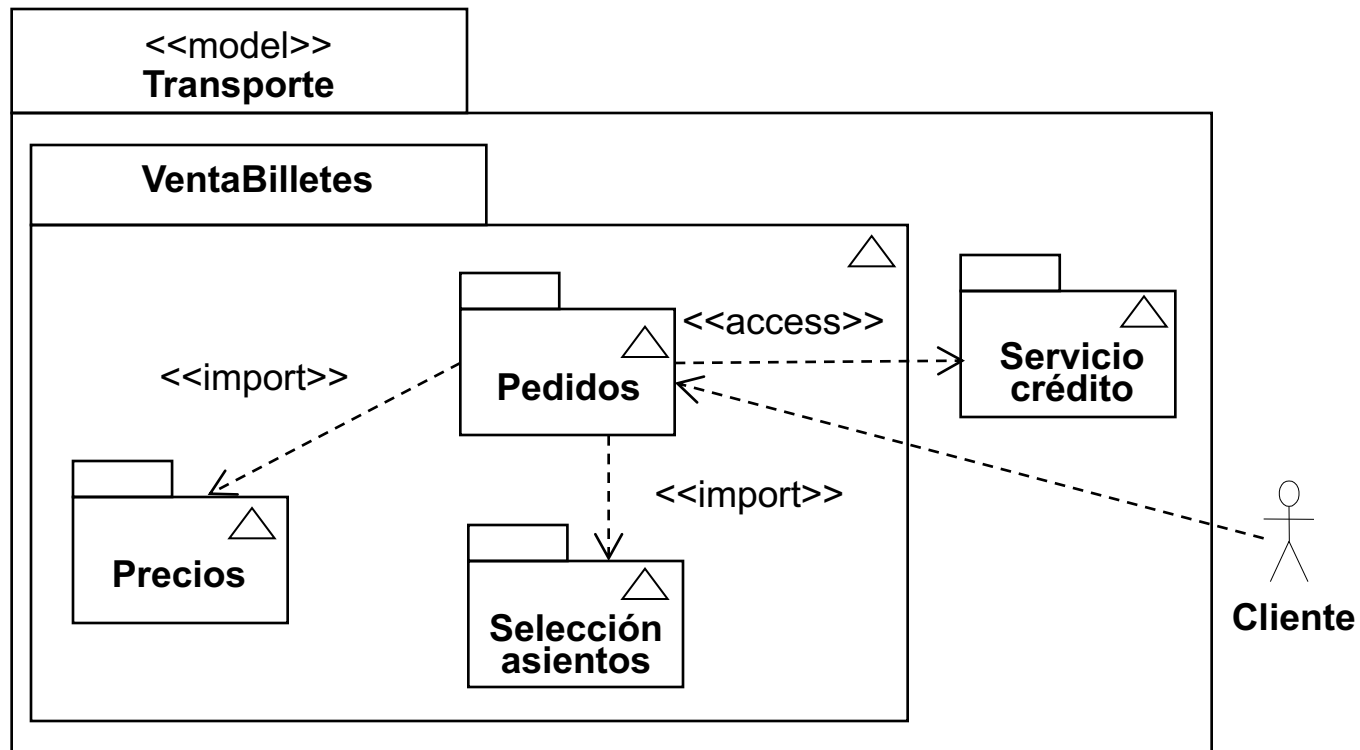 <<model>>
Transporte
VentaBilletes
<<access>>
<<import>>
Pedidos
Servicio
crédito
<<import>>
Precios
Selección
asientos
Cliente